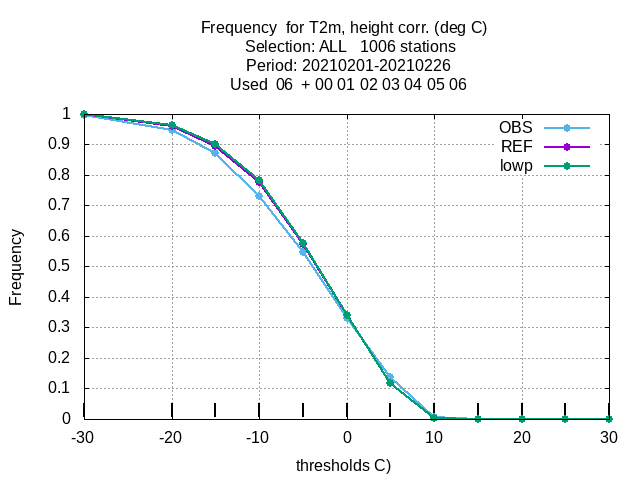 Frequency  for T2m, height corr. (deg C)
Selection: ALL   1006 stations
Period: 20210201-20210226
Used  06  + 00 01 02 03 04 05 06
OBS
REF
lowp
1
0.9
0.8
0.7
0.6
0.5
0.4
0.3
0.2
0.1
0
Frequency
-30 -20 -10 0 10 20 30
thresholds C)